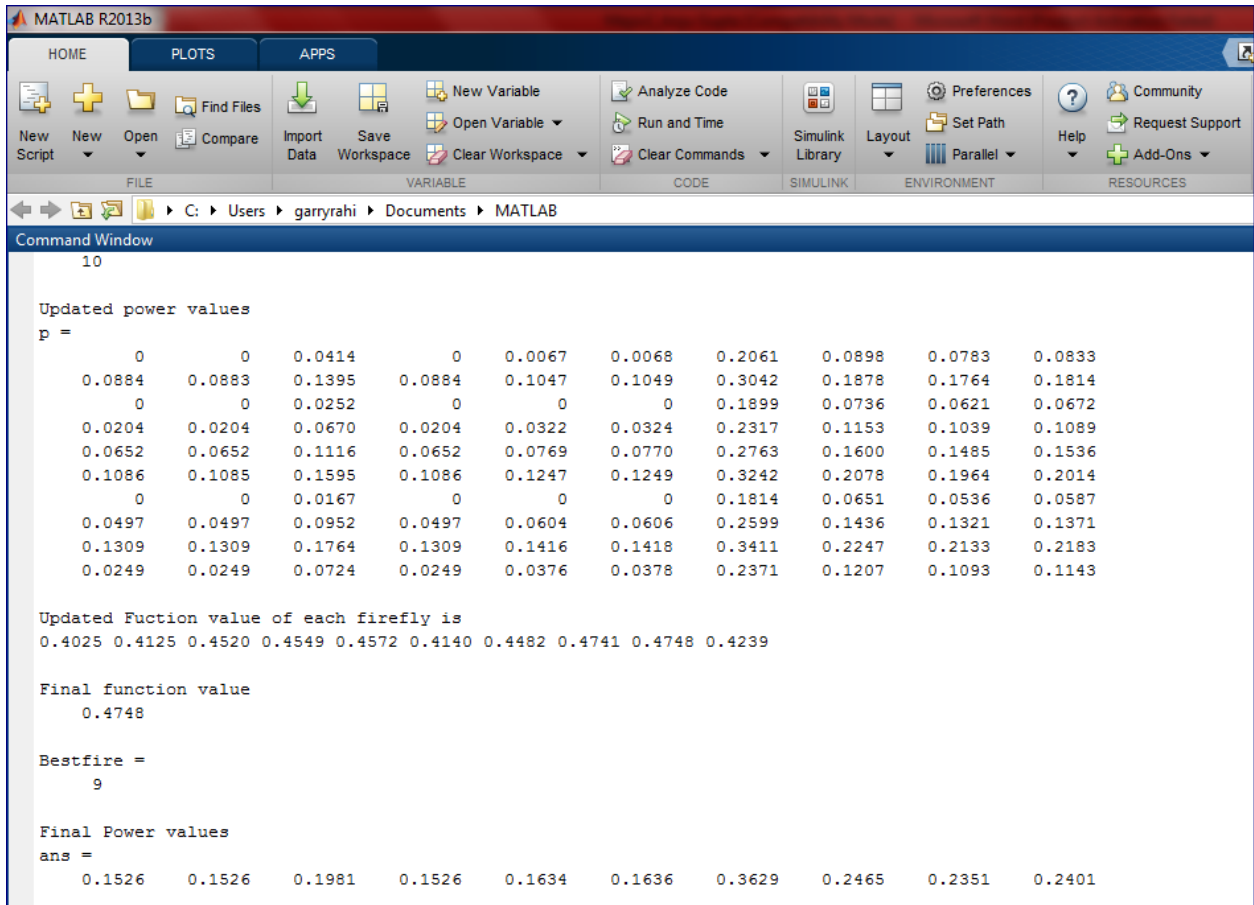 MATLAB R2013b
HOME PLOTS APPS
New Script New Open Find Files Compare Import Data Save Workspace New Variable Open Variable Clear Workspace Analyze Code Run and Time Clear Commands Simulink Library Layout Preferences Set Path Parallel Help Community Request Support Add-Ons
FILE VARIABLE CODE SIMULINK ENVIRONMENT RESOURCES
C: Users garryrahi Documents MATLAB
Command Window
10
Updated power values
p =
0 0 0.0414 0 0.0067 0.0068 0.2061 0.0898 0.0783 0.0833
0.0884 0.0883 0.1395 0.0884 0.1047 0.1049 0.3042 0.1878 0.1764 0.1814
0 0 0.0252 0 0 0 0.1899 0.0736 0.0621 0.0672
0.0204 0.0204 0.0670 0.0204 0.0322 0.0324 0.2317 0.1153 0.1039 0.1089
0.0652 0.0652 0.1116 0.0652 0.0769 0.0770 0.2763 0.1600 0.1485 0.1536
0.1086 0.1085 0.1595 0.1086 0.1247 0.1249 0.3242 0.2078 0.1964 0.2014
0 0 0.0167 0 0 0 0.1814 0.0651 0.0536 0.0587
0.0497 0.0497 0.0952 0.0497 0.0604 0.0606 0.2599 0.1436 0.1321 0.1371
0.1309 0.1309 0.1764 0.1309 0.1416 0.1418 0.3411 0.2247 0.2133 0.2183
0.0249 0.0249 0.0724 0.0249 0.0376 0.0378 0.2371 0.1207 0.1093 0.1143
Updated Fuction value of each firefly is
0.4025 0.4125 0.4520 0.4549 0.4572 0.4140 0.4482 0.4741 0.4748 0.4239
Final function value
0.4748
Bestfire =
9
Final Power values
ans =
0.1526 0.1526 0.1981 0.1526 0.1634 0.1636 0.3629 0.2465 0.2351 0.2401